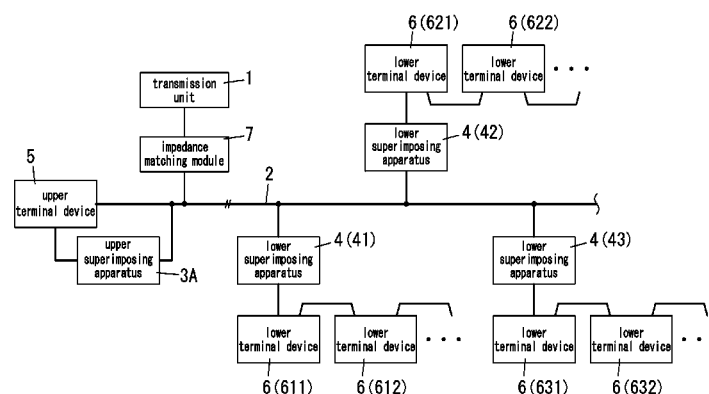 6(621)
6(622)
lower
terminal device
lower
terminal device
1
transmission
unit
7
impedance
matching module
lower
superimposing
apparatus
4(42)
5
upper
terminal device
2
upper
superimposing
apparatus
3A
lower
superimposing
apparatus
4(41)
lower
superimposing
apparatus
4(43)
lower
terminal device
lower
terminal device
lower
terminal device
lower
terminal device
6(611)
6(612)
6(631)
6(632)